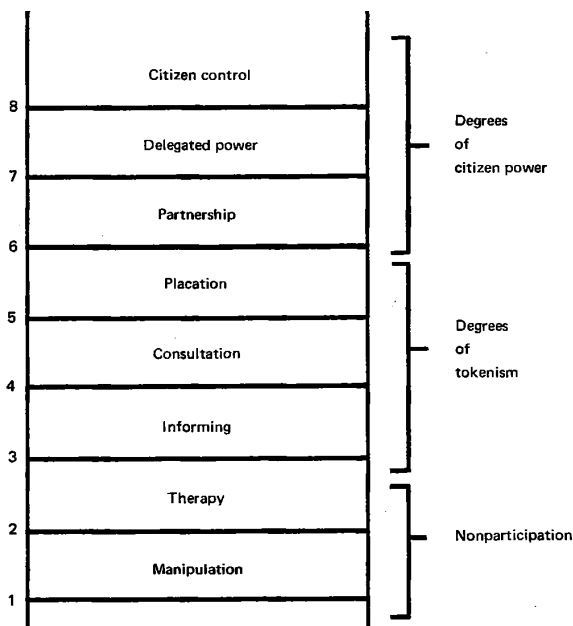 Citizen control
8
Delegated power
7
Partnership
6
Placation
5
Consultation
4
Informing
3
Therapy
2
Manipulation
1
Degrees
of
citizen power
Degrees
of
tokenism
Nonparticipation